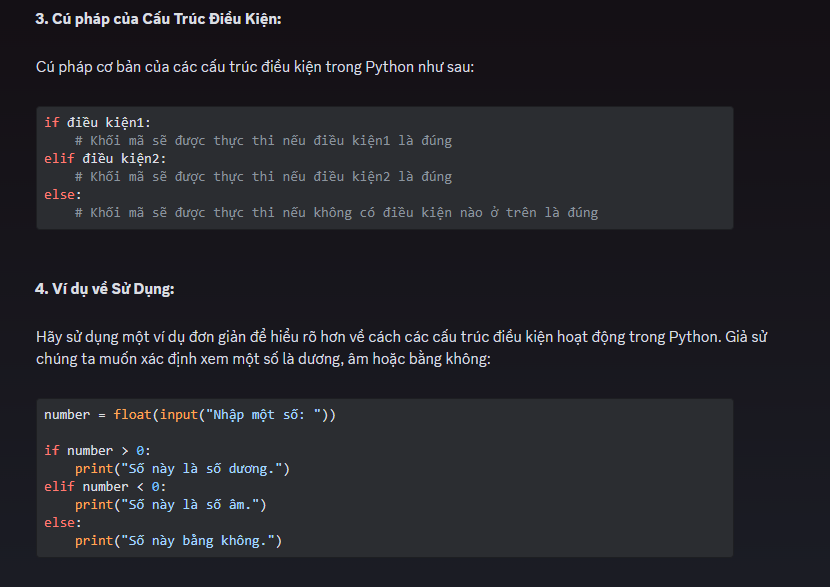 3. Cú pháp của Cấu Trúc Điều Kiện:
Cú pháp cơ bản của các cấu trúc điều kiện trong Python như sau:
if điều kiện1:
    # Khối mã sẽ được thực thi nếu điều kiện1 là đúng
elif điều kiện2:
    # Khối mã sẽ được thực thi nếu điều kiện2 là đúng
else:
    # Khối mã sẽ được thực thi nếu không có điều kiện nào ở trên là đúng
4. Ví dụ về Sử Dụng:
Hãy sử dụng một ví dụ đơn giản để hiểu rõ hơn về cách các cấu trúc điều kiện hoạt động trong Python. Giả sử
chúng ta muốn xác định xem một số là dương, âm hoặc bằng không:
number = float(input("Nhập một số: "))
if number > 0:
    print("Số này là số dương.")
elif number < 0:
    print("Số này là số âm.")
else:
    print("Số này bằng không.")